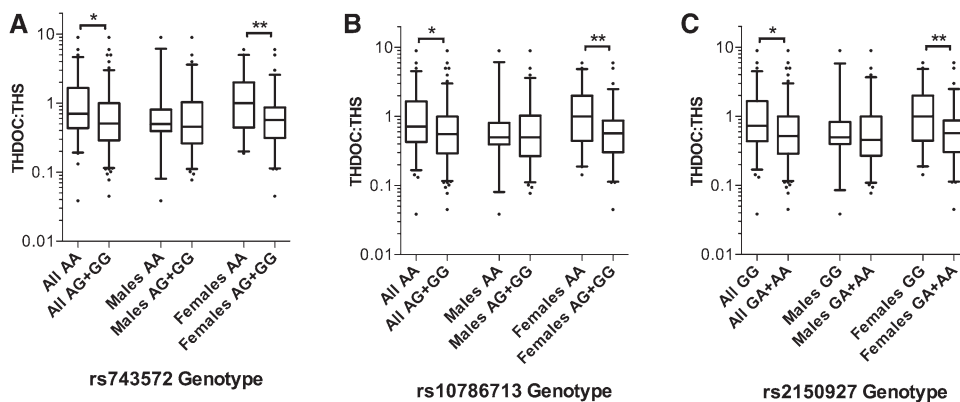 A
THDOC:THS
10
1
0.1
0.01
*
**
All AA
All AG+GG
Males AA
Males AG+GG
Females AA
Females AG+GG
rs743572 Genotype
B
THDOC:THS
10
1
0.1
0.01
*
**
All AA
All AG+GG
Males AA
Males AG+GG
Females AA
Females AG+GG
rs10786713 Genotype
C
THDOC:THS
10
1
0.1
0.01
*
**
All GG
All GA+AA
Males GG
Males GA+AA
Females GG
Females GA+AA
rs2150927 Genotype